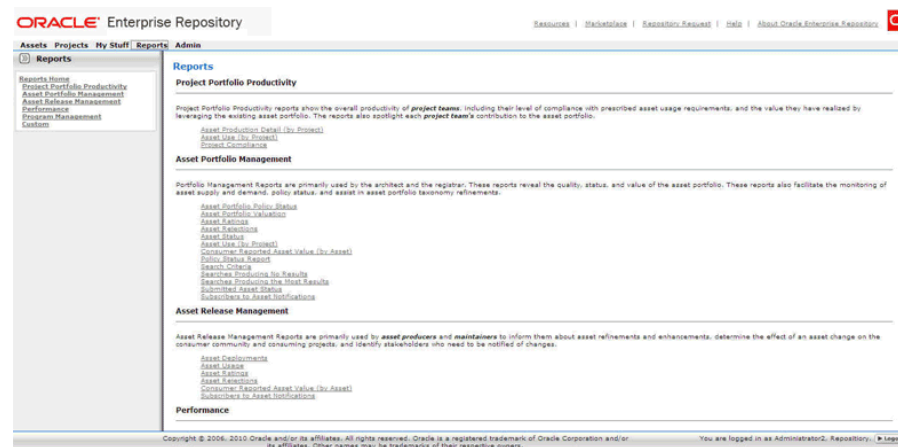 ORACLE® Enterprise Repository
Resources | Marketplace | Repository Request | Help | About Oracle Enterprise Repository
Assets Projects My Stuff Reports Admin
Reports
Reports Home
Project Portfolio Productivity
Asset Portfolio Management
Asset Release Management
Performance
Program Management
Custom
Reports
Project Portfolio Productivity
Project Portfolio Productivity reports show the overall productivity of project teams, including their level of compliance with prescribed asset usage requirements, and the value they have realized by
leveraging the existing asset portfolio. The reports also spotlight each project team's contribution to the asset portfolio.
Asset Production Detail (by Project)
Asset Use (by Project)
Project Compliance
Asset Portfolio Management
Portfolio Management Reports are primarily used by the architect and the registrar. These reports reveal the quality, status, and value of the asset portfolio. These reports also facilitate the monitoring of
asset supply and demand, policy status, and assist in asset portfolio taxonomy refinements.
Asset Portfolio Policy Status
Asset Portfolio Valuation
Asset Ratings
Asset Rejections
Asset Status
Asset Use (by Project)
Consumer Reported Asset Value (by Asset)
Policy Status Report
Search Criteria
Searches Producing No Results
Searches Producing the Most Results
Submitted Asset Status
Subscribers to Asset Notifications
Asset Release Management
Asset Release Management Reports are primarily used by asset producers and maintainers to inform them about asset refinements and enhancements, determine the effect of an asset change on the
consumer community and consuming projects, and identify stakeholders who need to be notified of changes.
Asset Deployments
Asset Usage
Asset Ratings
Asset Rejections
Consumer Reported Asset Value (by Asset)
Subscribers to Asset Notifications
Performance
Copyright © 2006, 2010 Oracle and/or its affiliates. All rights reserved. Oracle is a registered trademark of Oracle Corporation and/or
its affiliates. Other names may be trademarks of their respective owners.
You are logged in as Administrator2, Repository.